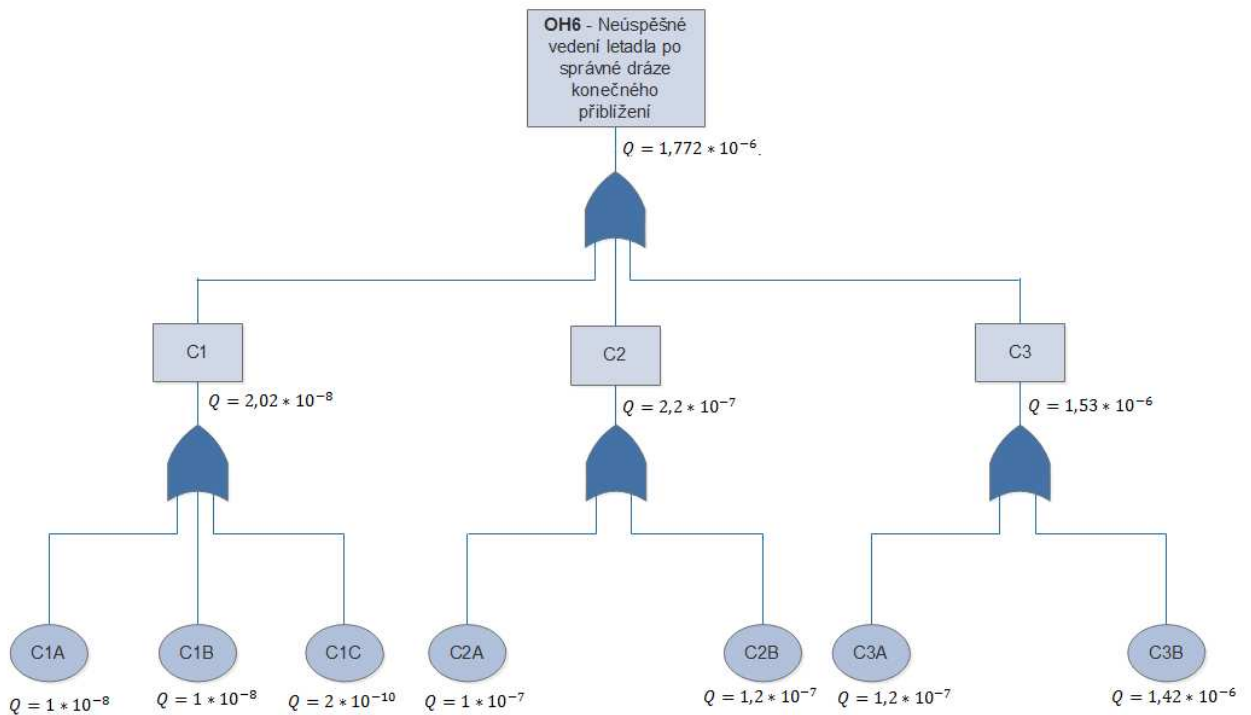 OH6 - Neúspěšné
vedení letadla po
správné dráze
konečného
přiblížení
Q = 1,772 * 10⁻⁶.
C1
C2
C3
Q = 2,02 * 10⁻⁸
Q = 2,2 * 10⁻⁷
Q = 1,53 * 10⁻⁶
C1A
C1B
C1C
C2A
C2B
C3A
C3B
Q = 1 * 10⁻⁸
Q = 1 * 10⁻⁸
Q = 2 * 10⁻¹⁰
Q = 1 * 10⁻⁷
Q = 1,2 * 10⁻⁷
Q = 1,2 * 10⁻⁷
Q = 1,42 * 10⁻⁶